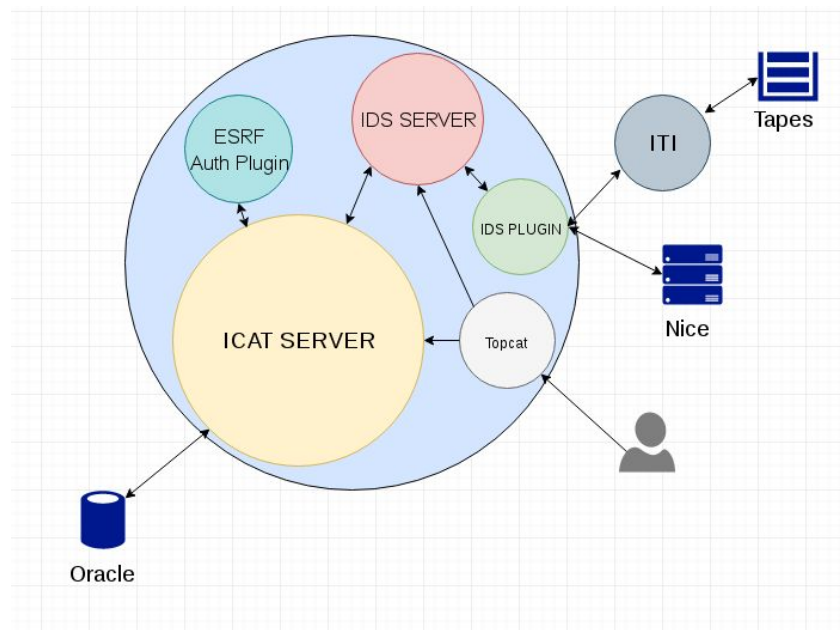 IDS SERVER
ESRF
Auth Plugin
ITI
Tapes
IDS PLUGIN
Nice
ICAT SERVER
Topcat
Oracle